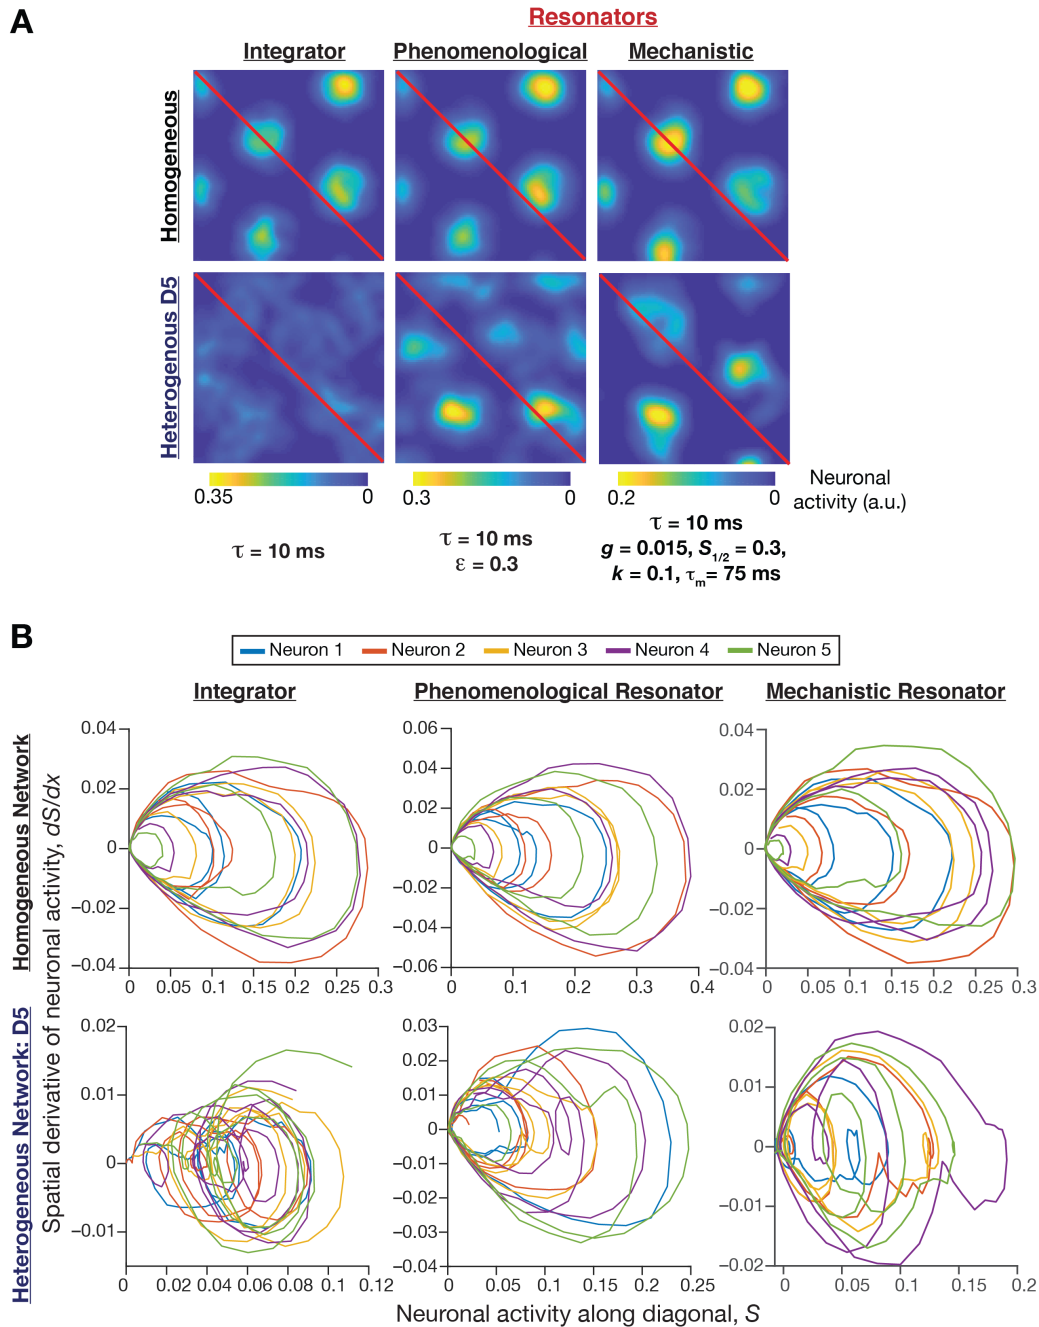 A
Resonators
Integrator
Phenomenological
Mechanistic
Homogeneous
Heterogenous D5
0.35
0
0.3
0
0.2
0
Neuronal
activity (a.u.)
τ = 10 ms
τ = 10 ms
ε = 0.3
τ = 10 ms
g = 0.015, S1/2 = 0.3,
k = 0.1, τm= 75 ms
B
Neuron 1
Neuron 2
Neuron 3
Neuron 4
Neuron 5
Integrator
Phenomenological Resonator
Mechanistic Resonator
Homogeneous Network
Heterogeneous Network: D5
Spatial derivative of neuronal activity, dS/dx
0.04
0.02
0
−0.02
−0.04
0 0.05 0.1 0.15 0.2 0.25 0.3
0.06
0.04
0.02
0
−0.02
−0.04
−0.06
0 0.1 0.2 0.3 0.4
0.04
0.02
0
−0.02
−0.04
0 0.05 0.1 0.15 0.2 0.25 0.3
0.02
0.01
0
−0.01
0 0.02 0.04 0.06 0.08 0.10 0.12
0.03
0.02
0.01
0
−0.01
−0.02
−0.03
−0.04
0 0.05 0.10 0.15 0.20 0.25
0.02
0.01
0
−0.01
−0.02
0 0.05 0.1 0.15 0.2
Neuronal activity along diagonal, S